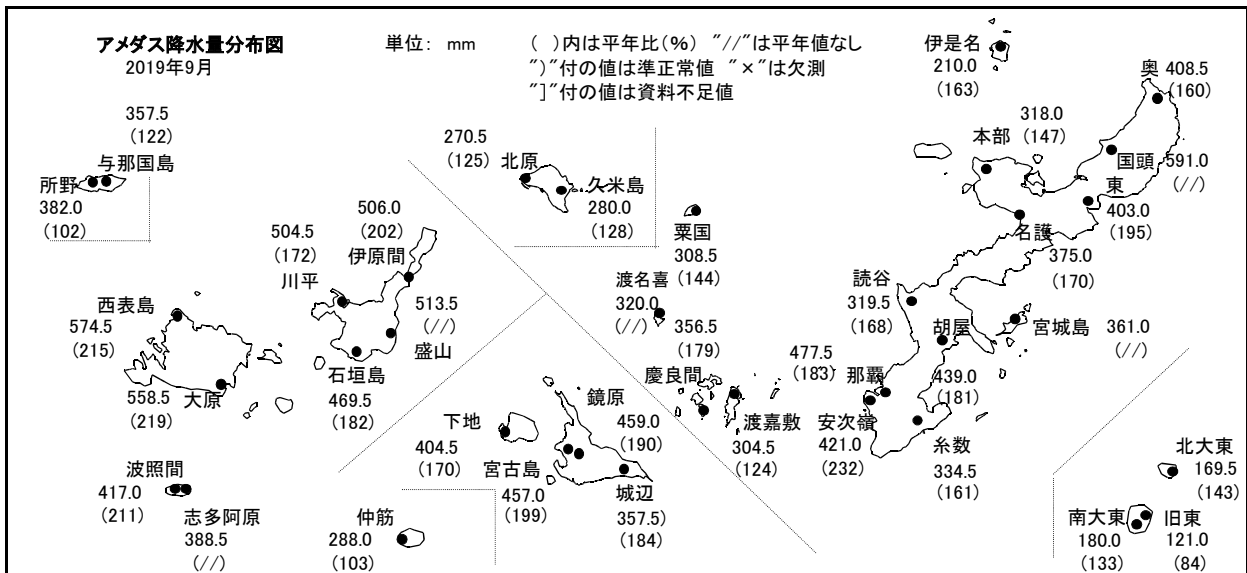 アメダス降水量分布図
2019年9月
単位： mm
( )内は平年比(%) "//"は平年値なし
")"付の値は準正常値 "×"は欠測
"]"付の値は資料不足値
伊是名
210.0
(163)
奥 408.5
(160)
318.0
本部 (147)
国頭 591.0
(//)
東
403.0
(195)
名護
375.0
(170)
357.5
(122)
与那国島
所野
382.0
(102)
270.5
(125)
北原
久米島
280.0
(128)
粟国
308.5
(144)
渡名喜
320.0
(//)
356.5
(179)
慶良間
渡嘉敷
304.5
(124)
読谷
319.5
(168)
胡屋
439.0
(181)
宮城島 361.0
(//)
477.5
(183)
那覇
安次嶺
421.0
(232)
糸数
334.5
(161)
506.0
(202)
伊原間
504.5
(172)
川平
513.5
(//)
盛山
石垣島
469.5
(182)
西表島
574.5
(215)
558.5
(219)
大原
波照間
417.0
(211)
志多阿原
388.5
(//)
仲筋
288.0
(103)
下地
404.5
(170)
鏡原
459.0
(190)
宮古島
457.0
(199)
城辺
357.5)
(184)
北大東
169.5
(143)
南大東
180.0
(133)
旧東
121.0
(84)